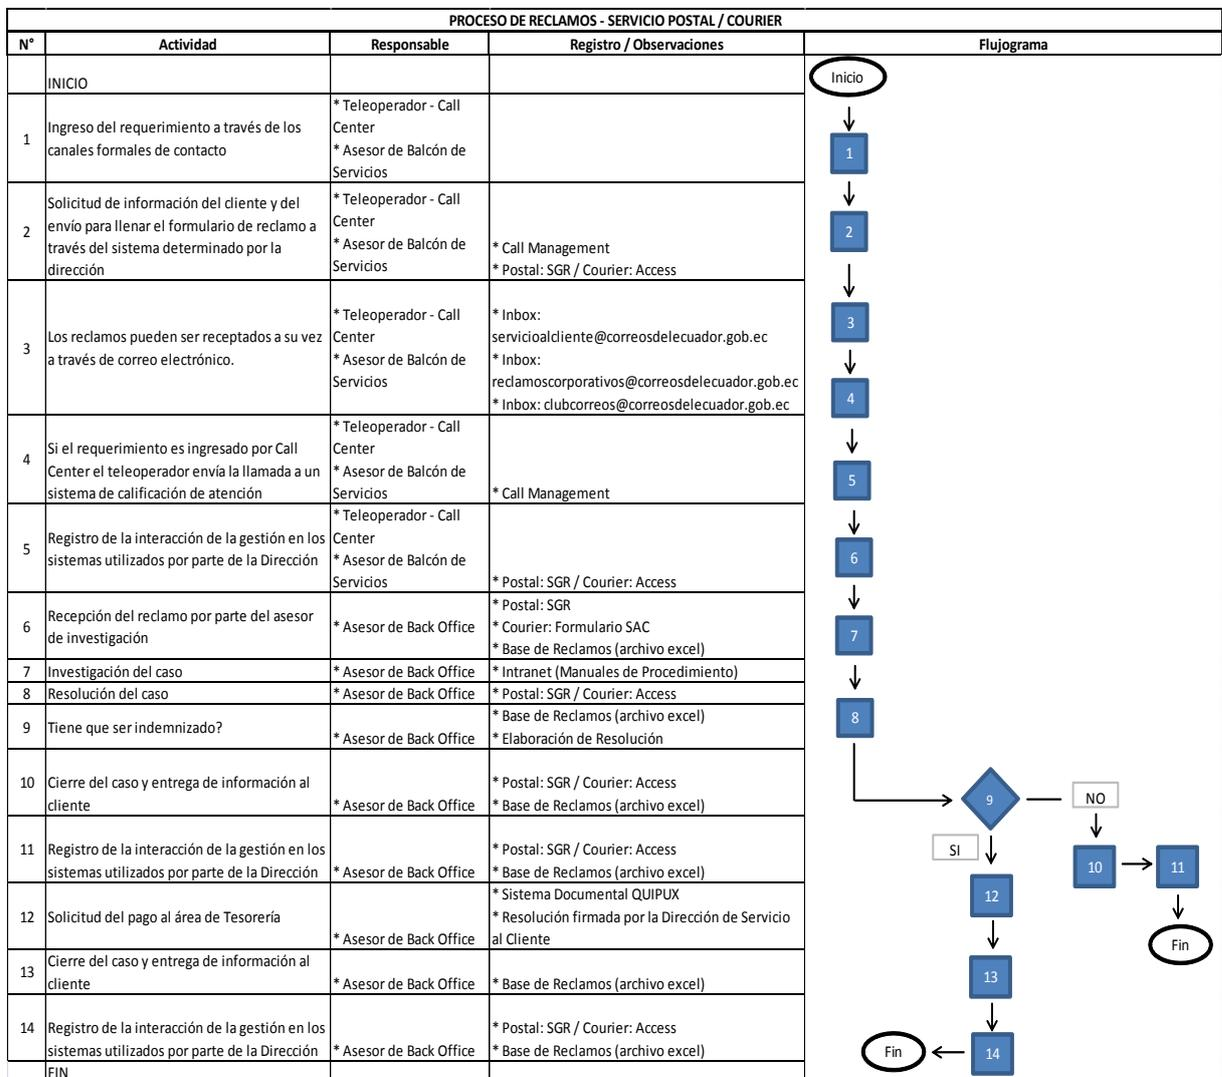 PROCESO DE RECLAMOS - SERVICIO POSTAL / COURIER
N° Actividad Responsable Registro / Observaciones Flujograma
INICIO
1
Ingreso del requerimiento a través de los
canales formales de contacto
* Teleoperador - Call
Center
* Asesor de Balcón de
Servicios
2
Solicitud de información del cliente y del
envío para llenar el formulario de reclamo a
través del sistema determinado por la
dirección
* Teleoperador - Call
Center
* Asesor de Balcón de
Servicios
* Call Management
* Postal: SGR / Courier: Access
3
Los reclamos pueden ser receptados a su vez
a través de correo electrónico.
* Teleoperador - Call
Center
* Asesor de Balcón de
Servicios
* Inbox:
servicioalcliente@correosdelecuador.gob.ec
* Inbox:
reclamoscorporativos@correosdelecuador.gob.ec
* Inbox: clubcorreos@correosdelecuador.gob.ec
4
Si el requerimiento es ingresado por Call
Center el teleoperador envía la llamada a un
sistema de calificación de atención
* Teleoperador - Call
Center
* Asesor de Balcón de
Servicios
* Call Management
5
Registro de la interacción de la gestión en los
sistemas utilizados por parte de la Dirección
* Teleoperador - Call
Center
* Asesor de Balcón de
Servicios
* Postal: SGR / Courier: Access
6
Recepción del reclamo por parte del asesor
de investigación
* Asesor de Back Office
* Postal: SGR
* Courier: Formulario SAC
* Base de Reclamos (archivo excel)
7 Investigación del caso * Asesor de Back Office * Intranet (Manuales de Procedimiento)
8 Resolución del caso * Asesor de Back Office * Postal: SGR / Courier: Access
9
Tiene que ser indemnizado?
* Asesor de Back Office
* Base de Reclamos (archivo excel)
* Elaboración de Resolución
10
Cierre del caso y entrega de información al
cliente
* Asesor de Back Office
* Postal: SGR / Courier: Access
* Base de Reclamos (archivo excel)
11
Registro de la interacción de la gestión en los
sistemas utilizados por parte de la Dirección
* Asesor de Back Office
* Postal: SGR / Courier: Access
* Base de Reclamos (archivo excel)
12
Solicitud del pago al área de Tesorería
* Asesor de Back Office
* Sistema Documental QUIPUX
* Resolución firmada por la Dirección de Servicio
al Cliente
13
Cierre del caso y entrega de información al
cliente
* Asesor de Back Office
* Base de Reclamos (archivo excel)
14
Registro de la interacción de la gestión en los
sistemas utilizados por parte de la Dirección
* Asesor de Back Office
* Postal: SGR / Courier: Access
* Base de Reclamos (archivo excel)
FIN
Inicio
1
2
3
4
5
6
7
8
9
NO
SI
10
11
12
Fin
13
Fin
14